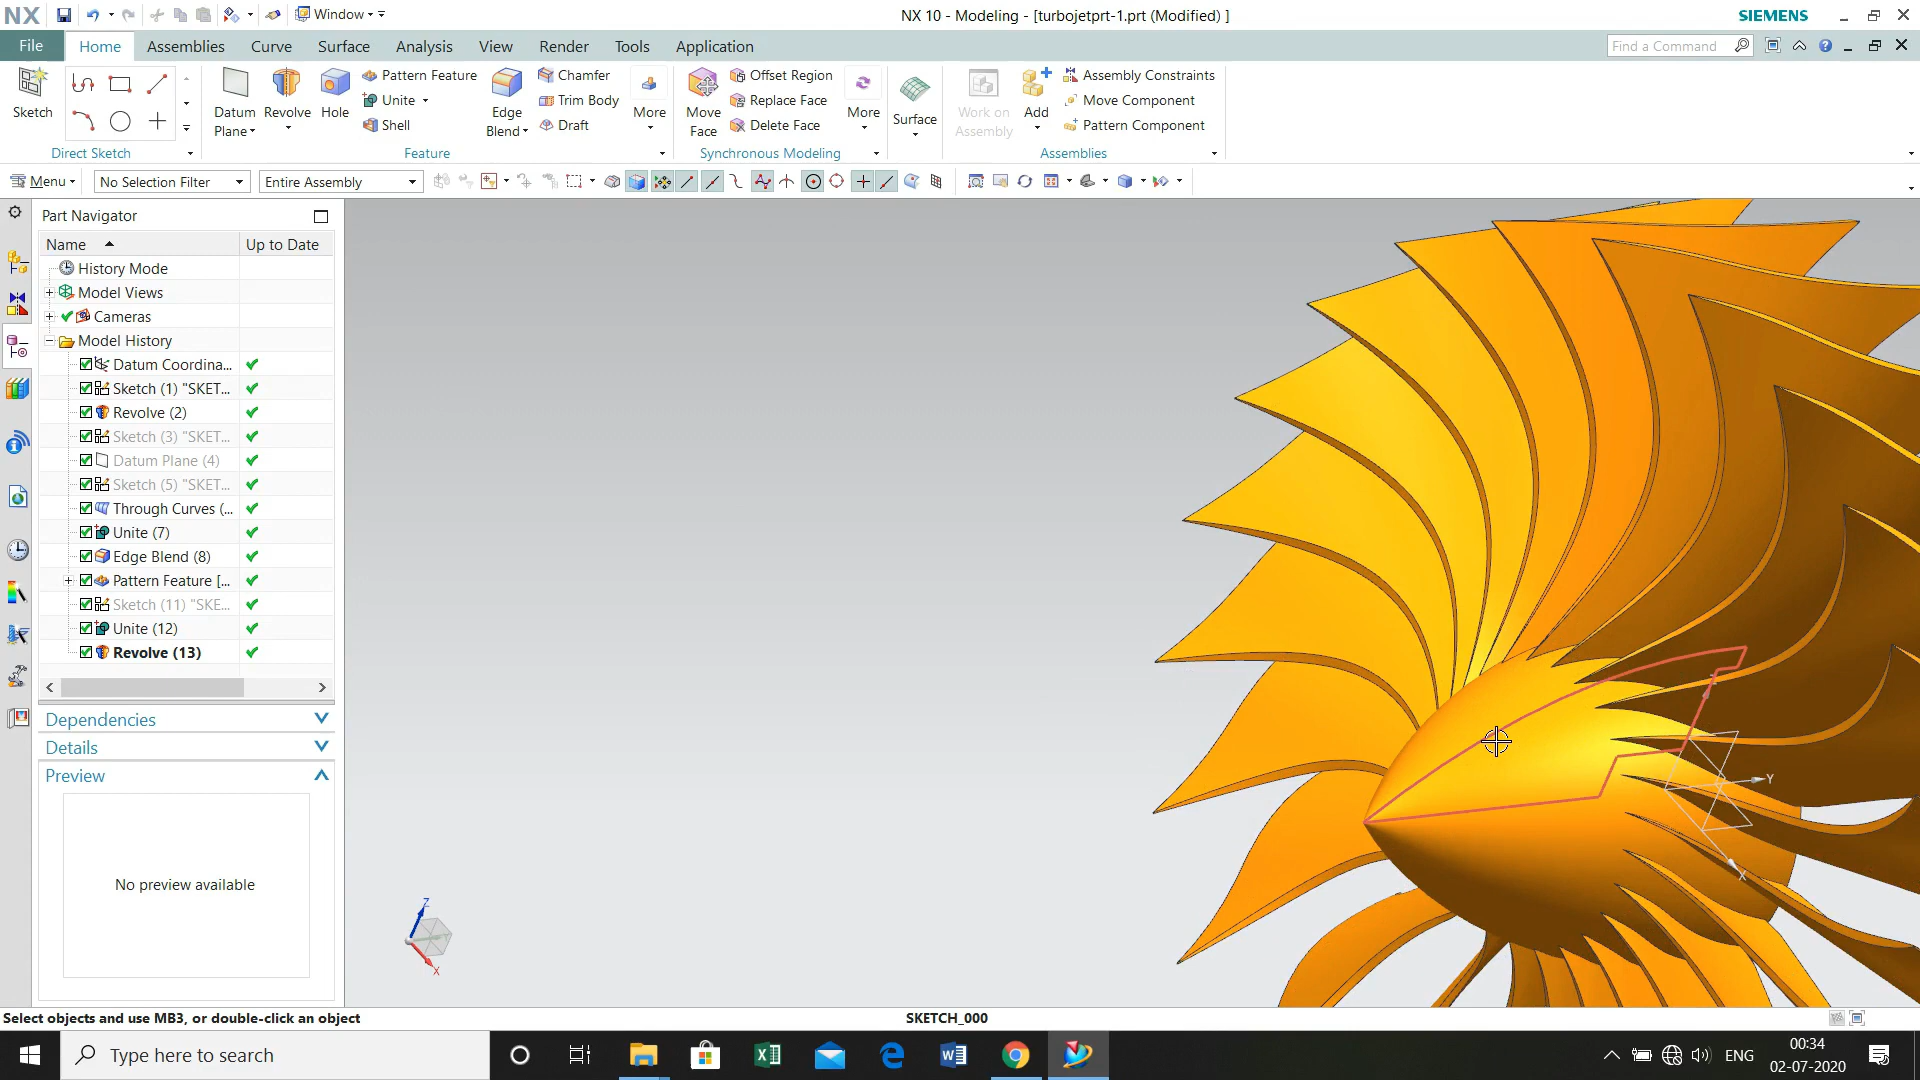 NX
Window
NX 10 - Modeling - [turbojetprt-1.prt (Modified) ]
SIEMENS
File
Home
Assemblies
Curve
Surface
Analysis
View
Render
Tools
Application
Find a Command
Sketch
Direct Sketch
Datum
Plane
Revolve
Hole
Pattern Feature
Unite
Shell
Edge
Blend
Chamfer
Trim Body
Draft
More
Feature
Move
Face
Offset Region
Replace Face
Delete Face
More
Synchronous Modeling
Surface
Work on
Assembly
Add
Assembly Constraints
Move Component
Pattern Component
Assemblies
Menu
No Selection Filter
Entire Assembly
Part Navigator
Name
Up to Date
History Mode
Model Views
Cameras
Model History
Datum Coordina...
Sketch (1) "SKET...
Revolve (2)
Sketch (3) "SKET...
Datum Plane (4)
Sketch (5) "SKET...
Through Curves (...
Unite (7)
Edge Blend (8)
Pattern Feature [...
Sketch (11) "SKE...
Unite (12)
Revolve (13)
Dependencies
Details
Preview
No preview available
Z
X
Y
X
Select objects and use MB3, or double-click an object
SKETCH_000
Type here to search
ENG
00:34
02-07-2020